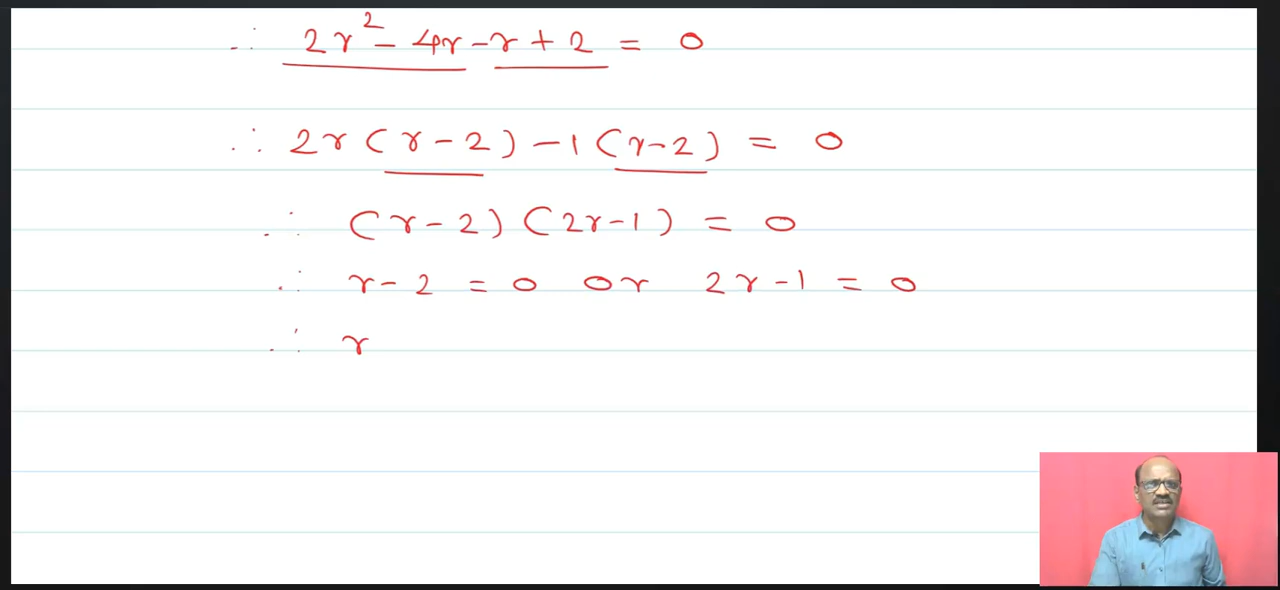 ∴ 2r² - 4r - r + 2 = 0
∴ 2r (r - 2) - 1 (r - 2) = 0
∴ (r - 2) (2r - 1) = 0
∴ r - 2 = 0 or 2r - 1 = 0
∴ r